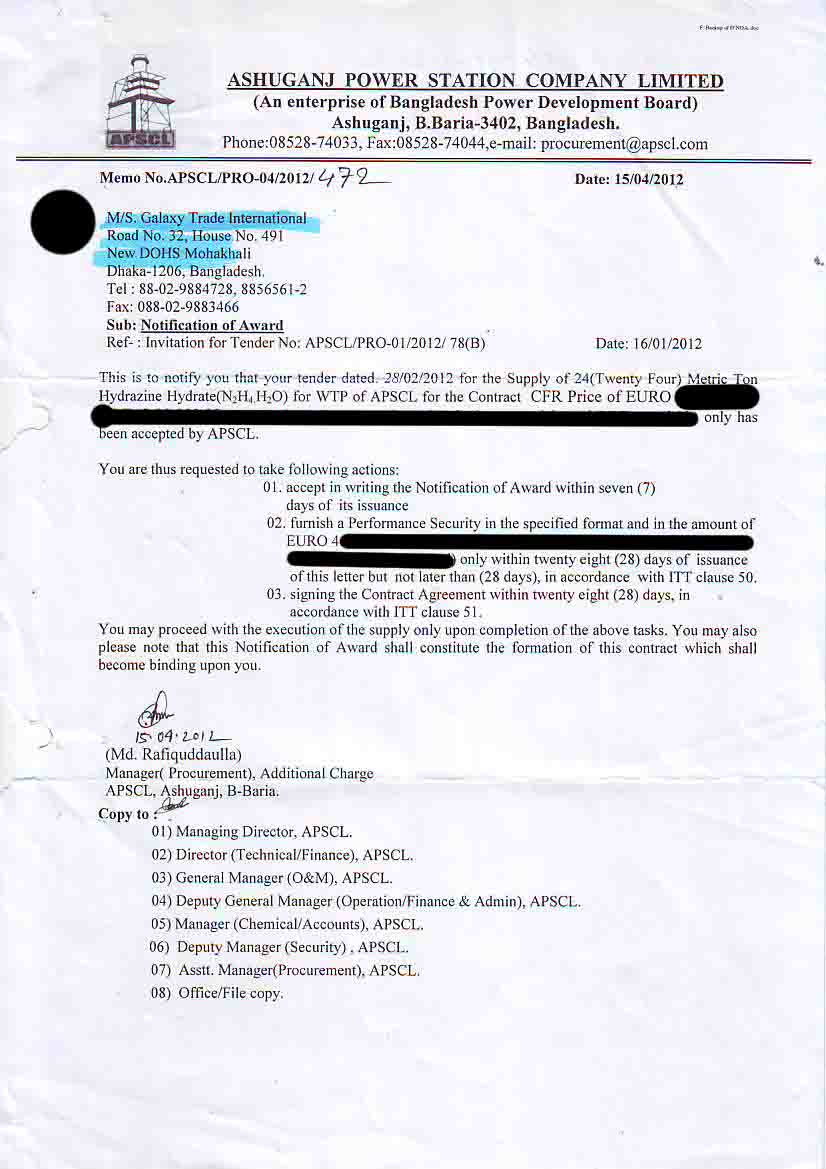 ASHUGANJ POWER STATION COMPANY LIMITED
(An enterprise of Bangladesh Power Development Board)
Ashuganj, B.Baria-3402, Bangladesh.
APSCL
Phone:08528-74033, Fax:08528-74044,e-mail: procurement@apscl.com
Memo No.APSCL/PRO-04/2012/ 472 Date: 15/04/2012
M/S. Galaxy Trade International
Road No. 32, House No. 491
New DOHS Mohakhali
Dhaka-1206, Bangladesh.
Tel : 88-02-9884728, 8856561-2
Fax: 088-02-9883466
Sub: Notification of Award
Ref- : Invitation for Tender No: APSCL/PRO-01/2012/ 78(B) Date: 16/01/2012
This is to notify you that your tender dated. 28/02/2012 for the Supply of 24(Twenty Four) Metric Ton
Hydrazine Hydrate(N₂H₄,H₂O) for WTP of APSCL for the Contract CFR Price of EURO
only has
been accepted by APSCL.
You are thus requested to take following actions:
01. accept in writing the Notification of Award within seven (7)
days of its issuance
02. furnish a Performance Security in the specified format and in the amount of
EURO 4
) only within twenty eight (28) days of issuance
of this letter but not later than (28 days), in accordance with ITT clause 50.
03. signing the Contract Agreement within twenty eight (28) days, in
accordance with ITT clause 51.
You may proceed with the execution of the supply only upon completion of the above tasks. You may also
please note that this Notification of Award shall constitute the formation of this contract which shall
become binding upon you.
15.04.2012
(Md. Rafiquddaulla)
Manager( Procurement), Additional Charge
APSCL, Ashuganj, B-Baria.
Copy to :
01) Managing Director, APSCL.
02) Director (Technical/Finance), APSCL.
03) General Manager (O&M), APSCL.
04) Deputy General Manager (Operation/Finance & Admin), APSCL.
05) Manager (Chemical/Accounts), APSCL.
06) Deputy Manager (Security) , APSCL.
07) Asstt. Manager(Procurement), APSCL.
08) Office/File copy.